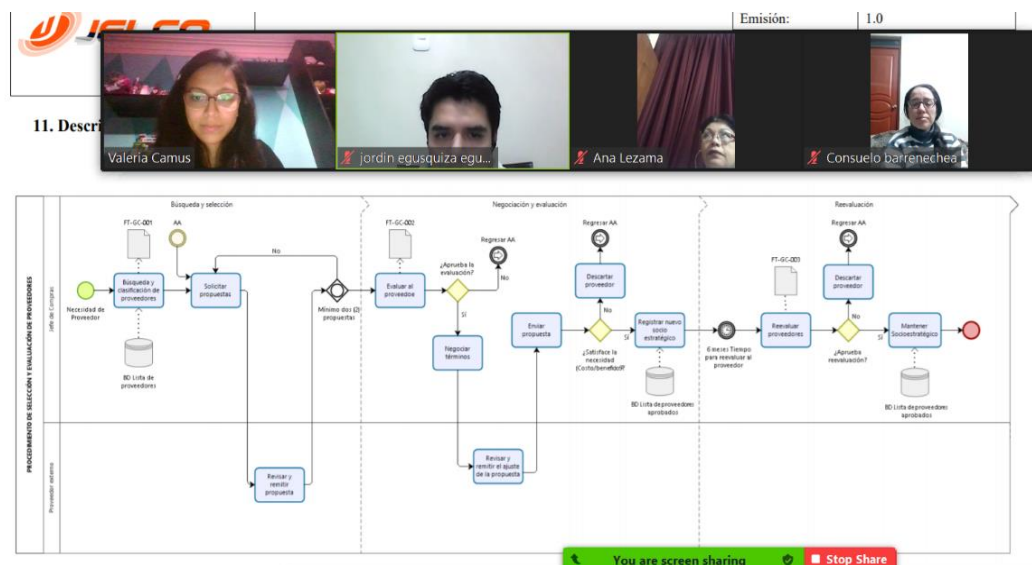 Emisión: 1.0
JELCO
11. Descri
Valeria Camus
jordin egusquiza egu...
Ana Lezama
Consuelo barrenechea
PROCEDIMIENTO DE SELECCIÓN Y EVALUACIÓN DE PROVEEDORES
Jefe de Compras
Proveedor externo
Búsqueda y selección
Negociación y evaluación
Reevaluación
Necesidad de
Proveedor
FT-GC-001
Búsqueda y
clasificación de
proveedores
BD Lista de
proveedores
AA
Solicitar
propuestas
No
Revisar y
remitir
propuesta
Mínimo dos (2)
propuestas
FT-GC-002
Evaluar al
proveedor
¿Aprueba la
evaluación?
Regresar AA
No
Si
Negociar
términos
Revisar y
remitir el ajuste
de la propuesta
Enviar
propuesta
Regresar AA
Descartar
proveedor
No
¿Satisface la
necesidad
(Costo/beneficio)?
Si
Registrar nuevo
socio
estratégico
BD Lista de proveedores
aprobados
6 meses Tiempo
para reevaluar al
proveedor
FT-GC-003
Reevaluar
proveedores
Regresar AA
Descartar
proveedor
No
¿Aprueba
reevaluación?
Si
Mantener
Socioestratégico
BD Lista de proveedores
aprobados
You are screen sharing
Stop Share